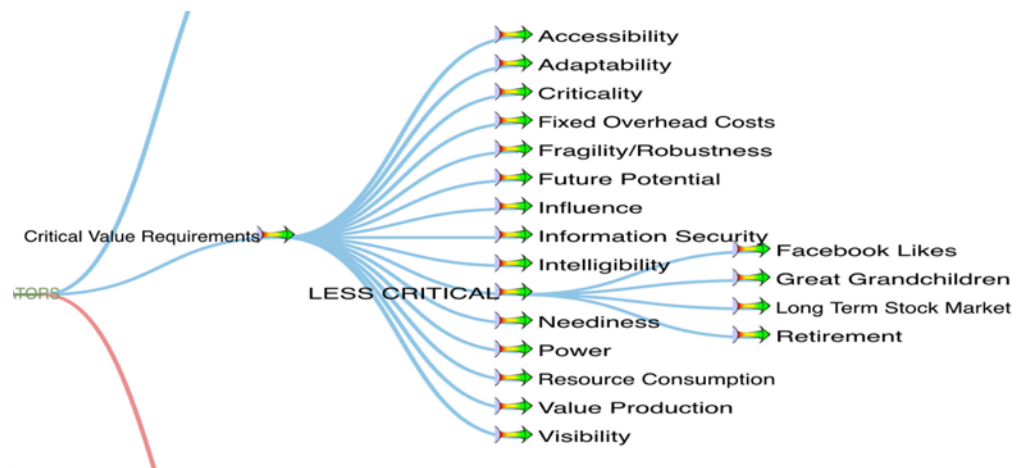 Accessibility
Adaptability
Criticality
Fixed Overhead Costs
Fragility/Robustness
Future Potential
Influence
Critical Value Requirements
Information Security
Facebook Likes
Intelligibility
Great Grandchildren
TORS
LESS CRITICAL
Long Term Stock Market
Neediness
Retirement
Power
Resource Consumption
Value Production
Visibility